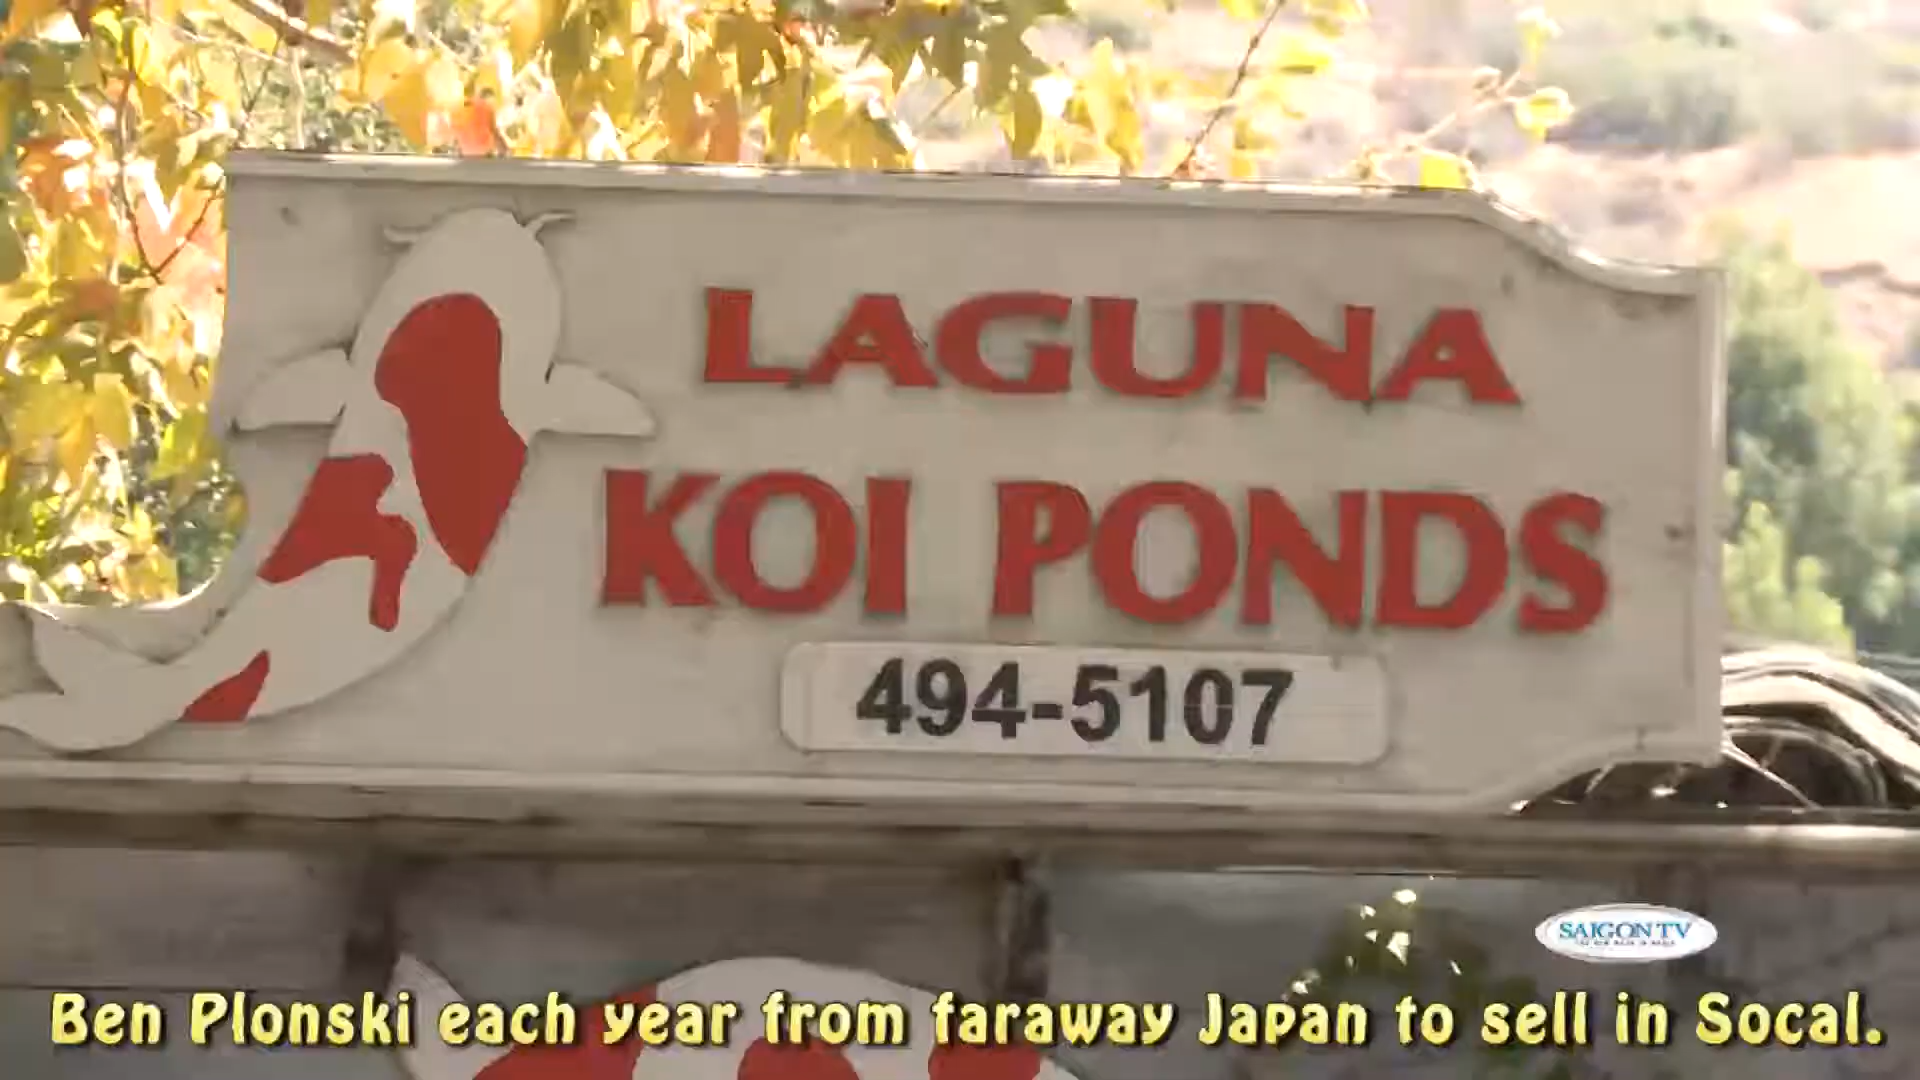 LAGUNA
KOI PONDS
494-5107
SAIGON TV
Ben Plonski each year from faraway Japan to sell in Socal.